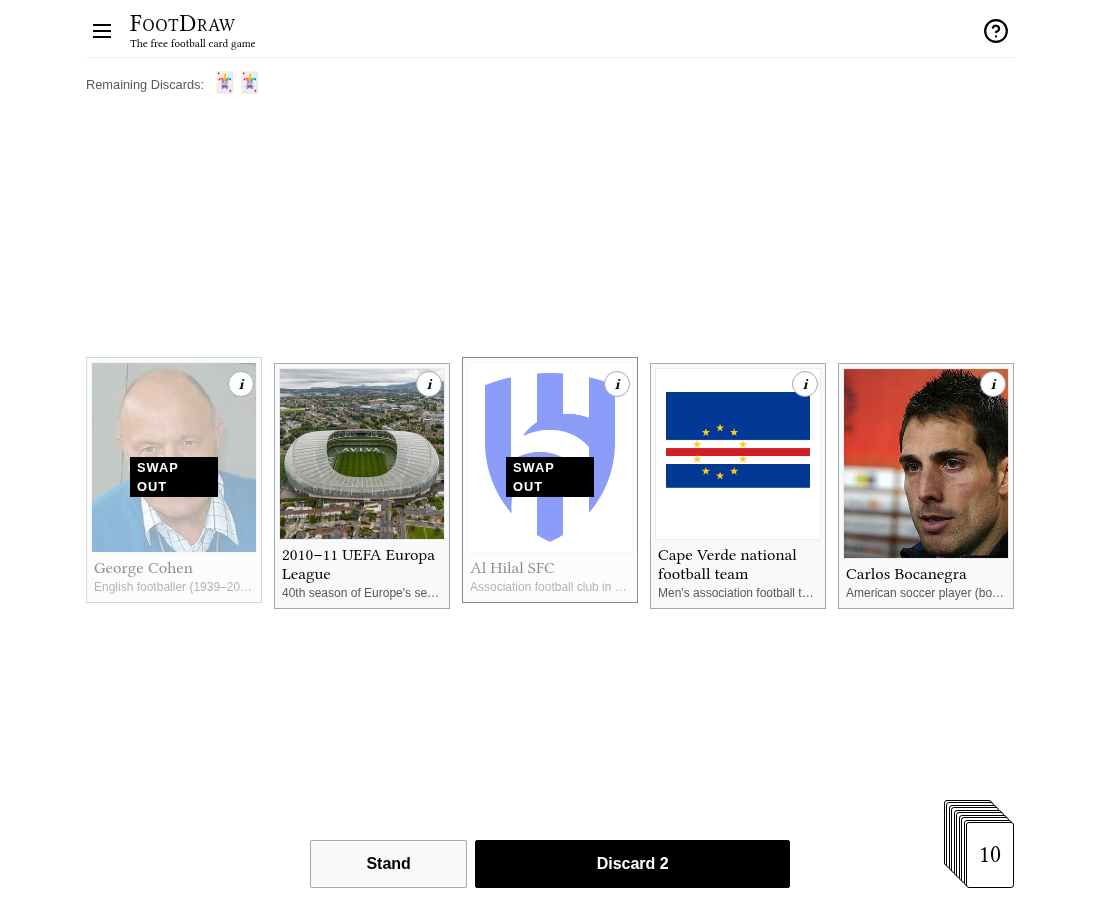 FootDraw
The free football card game
Remaining Discards:
i
i
i
i
i
SWAP
OUT
AVIVA
SWAP
OUT
George Cohen
English footballer (1939–20…
2010–11 UEFA Europa
League
40th season of Europe's se…
Al Hilal SFC
Association football club in …
Cape Verde national
football team
Men's association football t…
Carlos Bocanegra
American soccer player (bo…
Stand
Discard 2
10